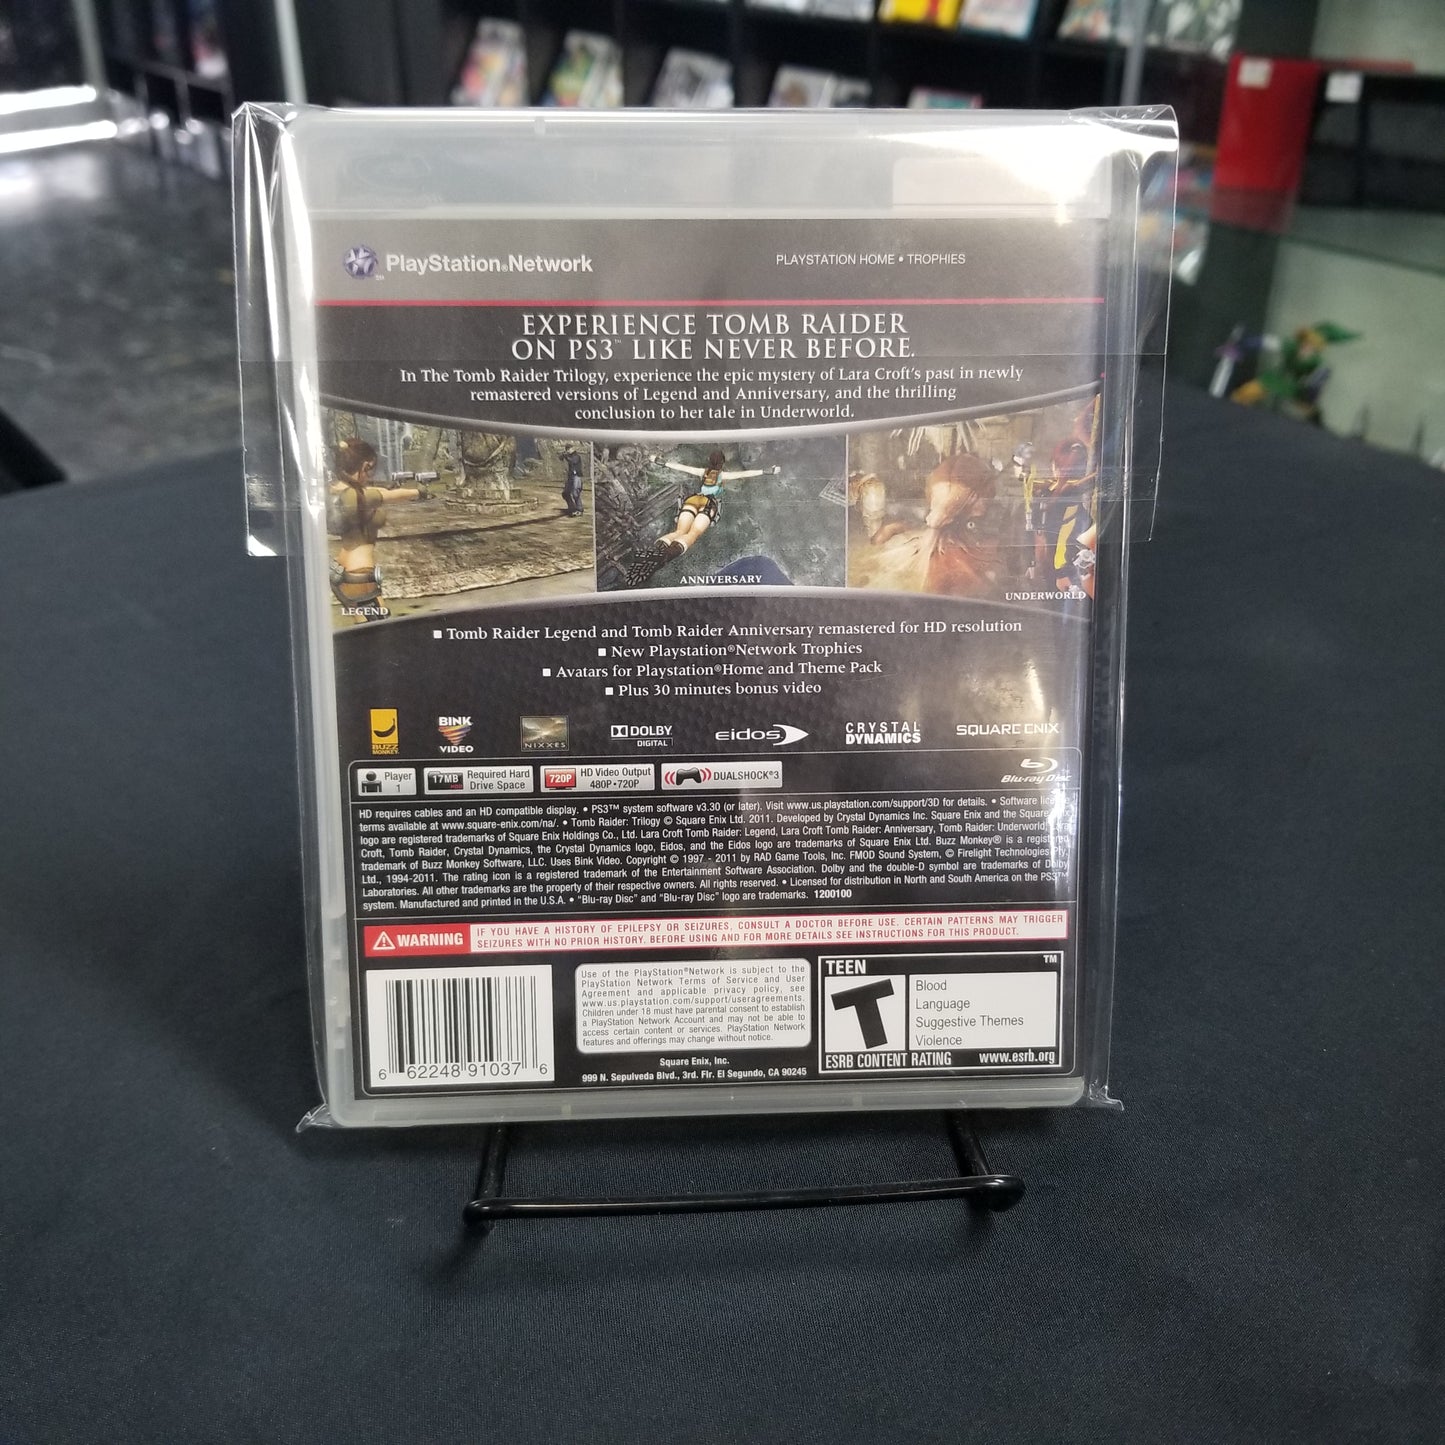 PlayStation®Network
PLAYSTATION HOME • TROPHIES
EXPERIENCE TOMB RAIDER
ON PS3™ LIKE NEVER BEFORE.
In The Tomb Raider Trilogy, experience the epic mystery of Lara Croft's past in newly
remastered versions of Legend and Anniversary, and the thrilling
conclusion to her tale in Underworld.
LEGEND
ANNIVERSARY
UNDERWORLD
■ Tomb Raider Legend and Tomb Raider Anniversary remastered for HD resolution
■ New Playstation®Network Trophies
■ Avatars for Playstation®Home and Theme Pack
■ Plus 30 minutes bonus video
BUZZ
MONKEY
BINK
VIDEO
NIXXES
DOLBY
DIGITAL
eidos
CRYSTAL
DYNAMICS
SQUARE ENIX
Player
1
17MB
Required Hard
Drive Space
720P
HD Video Output
480P•720P
DUALSHOCK®3
Blu-ray Disc
HD requires cables and an HD compatible display. • PS3™ system software v3.30 (or later). Visit www.us.playstation.com/support/3D for details. • Software license
terms available at www.square-enix.com/na/. • Tomb Raider: Trilogy © Square Enix Ltd. 2011. Developed by Crystal Dynamics Inc. Square Enix and the Square Enix
logo are registered trademarks of Square Enix Holdings Co., Ltd. Lara Croft Tomb Raider: Legend, Lara Croft Tomb Raider: Anniversary, Tomb Raider: Underworld, Lara
Croft, Tomb Raider, Crystal Dynamics, the Crystal Dynamics logo, Eidos, and the Eidos logo are trademarks of Square Enix Ltd. Buzz Monkey® is a registered
trademark of Buzz Monkey Software, LLC. Uses Bink Video. Copyright © 1997 - 2011 by RAD Game Tools, Inc. FMOD Sound System, © Firelight Technologies Pty,
Ltd., 1994-2011. The rating icon is a registered trademark of the Entertainment Software Association. Dolby and the double-D symbol are trademarks of Dolby
Laboratories. All other trademarks are the property of their respective owners. All rights reserved. • Licensed for distribution in North and South America on the PS3™
system. Manufactured and printed in the U.S.A. • "Blu-ray Disc" and "Blu-ray Disc" logo are trademarks. 1200100
WARNING
IF YOU HAVE A HISTORY OF EPILEPSY OR SEIZURES, CONSULT A DOCTOR BEFORE USE. CERTAIN PATTERNS MAY TRIGGER
SEIZURES WITH NO PRIOR HISTORY. BEFORE USING AND FOR MORE DETAILS SEE INSTRUCTIONS FOR THIS PRODUCT.
6 62248 91037 6
Use of the PlayStation®Network is subject to the
PlayStation Network Terms of Service and User
Agreement and applicable privacy policy, see
www.us.playstation.com/support/useragreements.
Children under 18 must have parental consent to establish
a PlayStation Network Account and may not be able to
access certain content or services. PlayStation Network
features and offerings may change without notice.
Square Enix, Inc.
999 N. Sepulveda Blvd., 3rd. Flr. El Segundo, CA 90245
TEEN
™
T
Blood
Language
Suggestive Themes
Violence
ESRB CONTENT RATING www.esrb.org